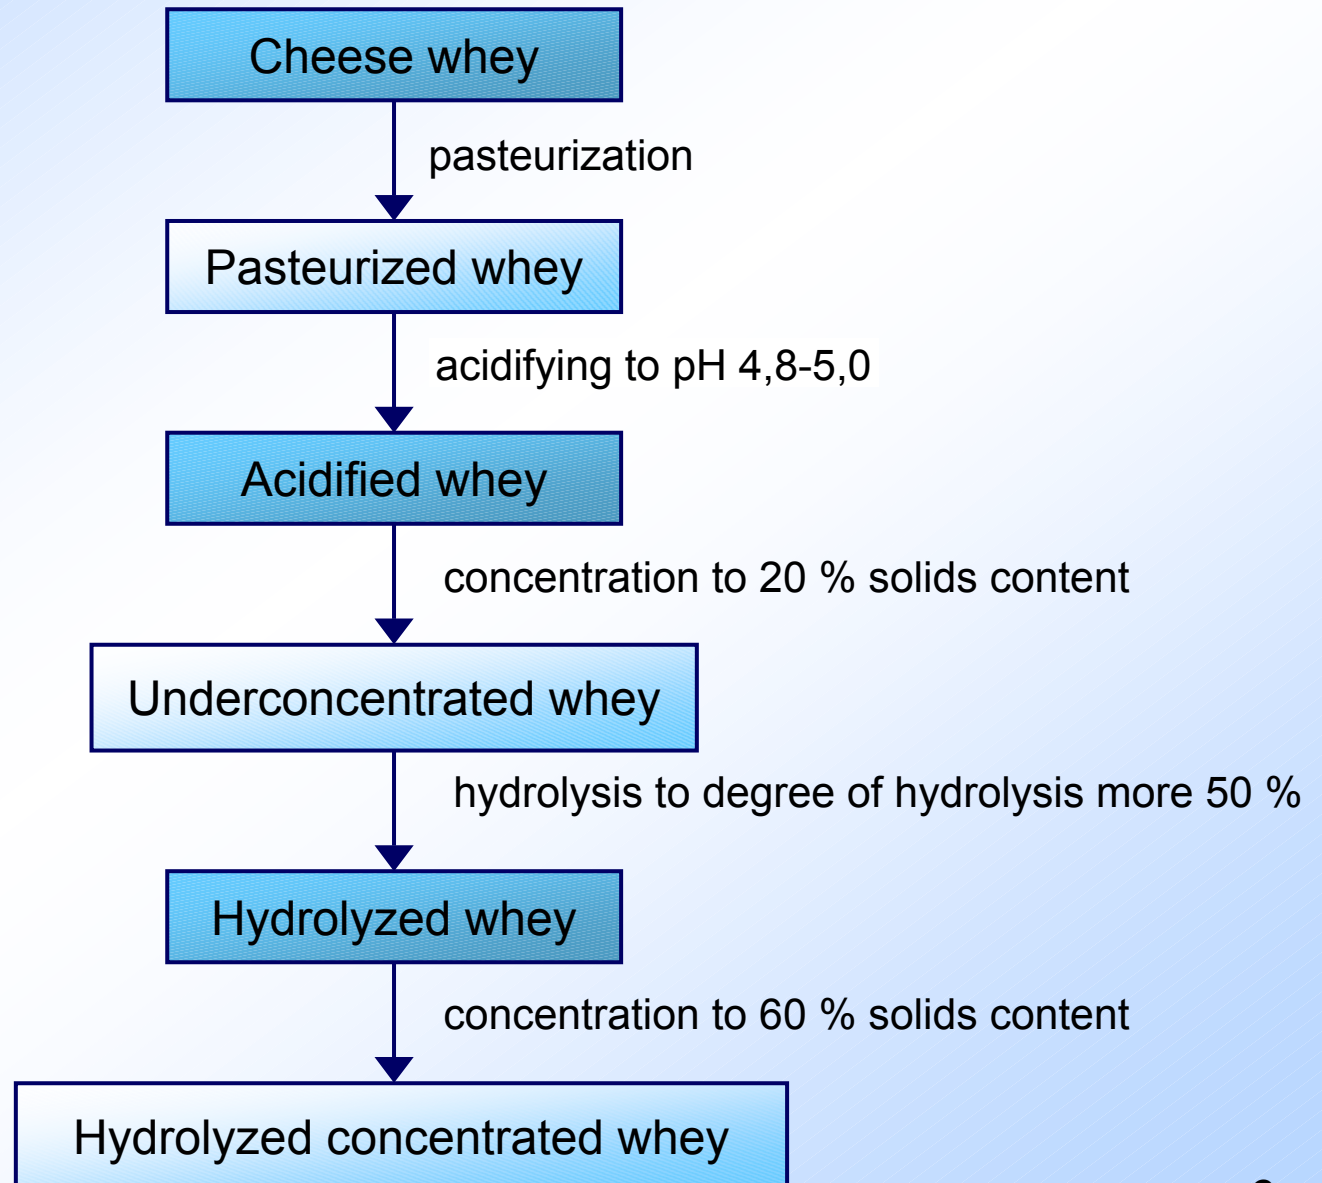 Cheese whey
pasteurization
Pasteurized whey
acidifying to pH 4,8-5,0
Acidified whey
concentration to 20 % solids content
Underconcentrated whey
hydrolysis to degree of hydrolysis more 50 %
Hydrolyzed whey
concentration to 60 % solids content
Hydrolyzed concentrated whey